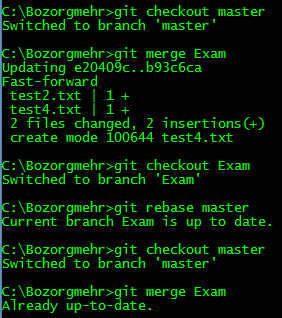 C:\Bozorgmehr>git checkout master
Switched to branch 'master'
C:\Bozorgmehr>git merge Exam
Updating e20409c..b93c6ca
Fast-forward
 test2.txt | 1 +
 test4.txt | 1 +
 2 files changed, 2 insertions(+)
 create mode 100644 test4.txt
C:\Bozorgmehr>git checkout Exam
Switched to branch 'Exam'
C:\Bozorgmehr>git rebase master
Current branch Exam is up to date.
C:\Bozorgmehr>git checkout master
Switched to branch 'master'
C:\Bozorgmehr>git merge Exam
Already up-to-date.